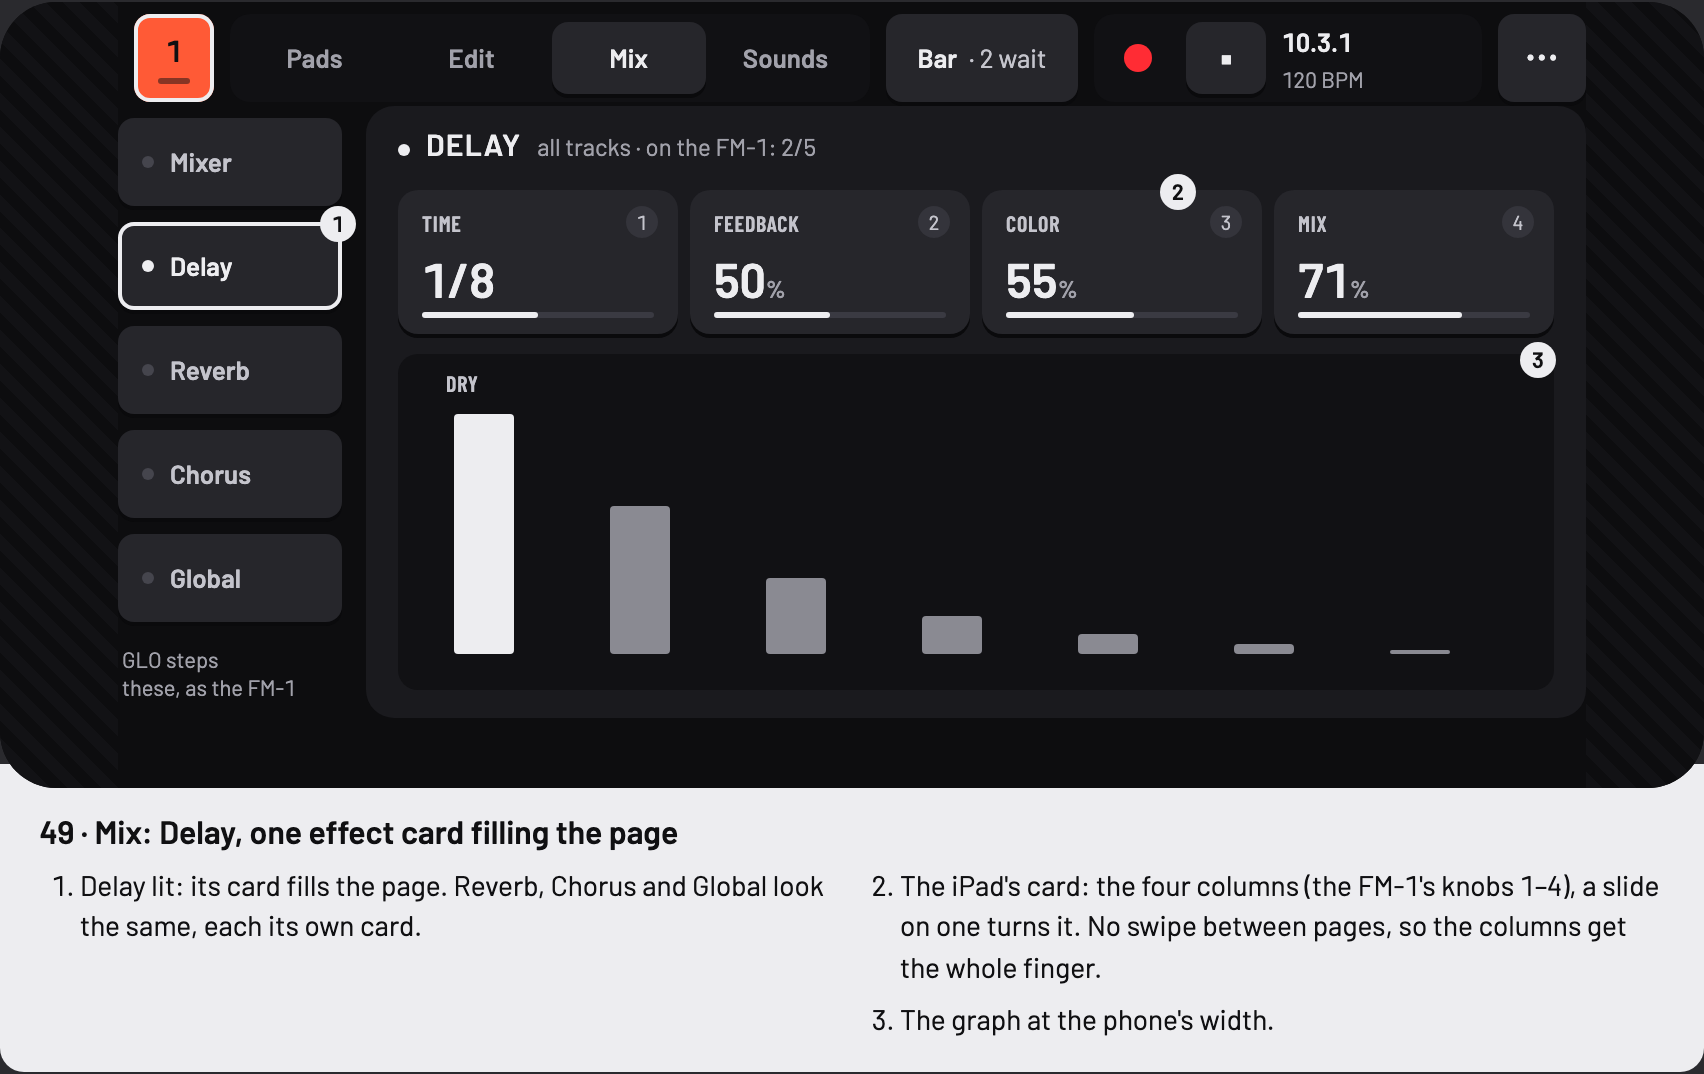 1
Pads
Edit
Mix
Sounds
Bar · 2 wait
10.3.1
120 BPM
Mixer
Delay
1
Reverb
Chorus
Global
GLO steps
these, as the FM-1
DELAY all tracks · on the FM-1: 2/5
TIME 1
1/8
FEEDBACK 2
50%
2
COLOR 3
55%
MIX 4
71%
3
DRY
49 · Mix: Delay, one effect card filling the page
1. Delay lit: its card fills the page. Reverb, Chorus and Global look
the same, each its own card.
2. The iPad's card: the four columns (the FM-1's knobs 1–4), a slide
on one turns it. No swipe between pages, so the columns get
the whole finger.
3. The graph at the phone's width.